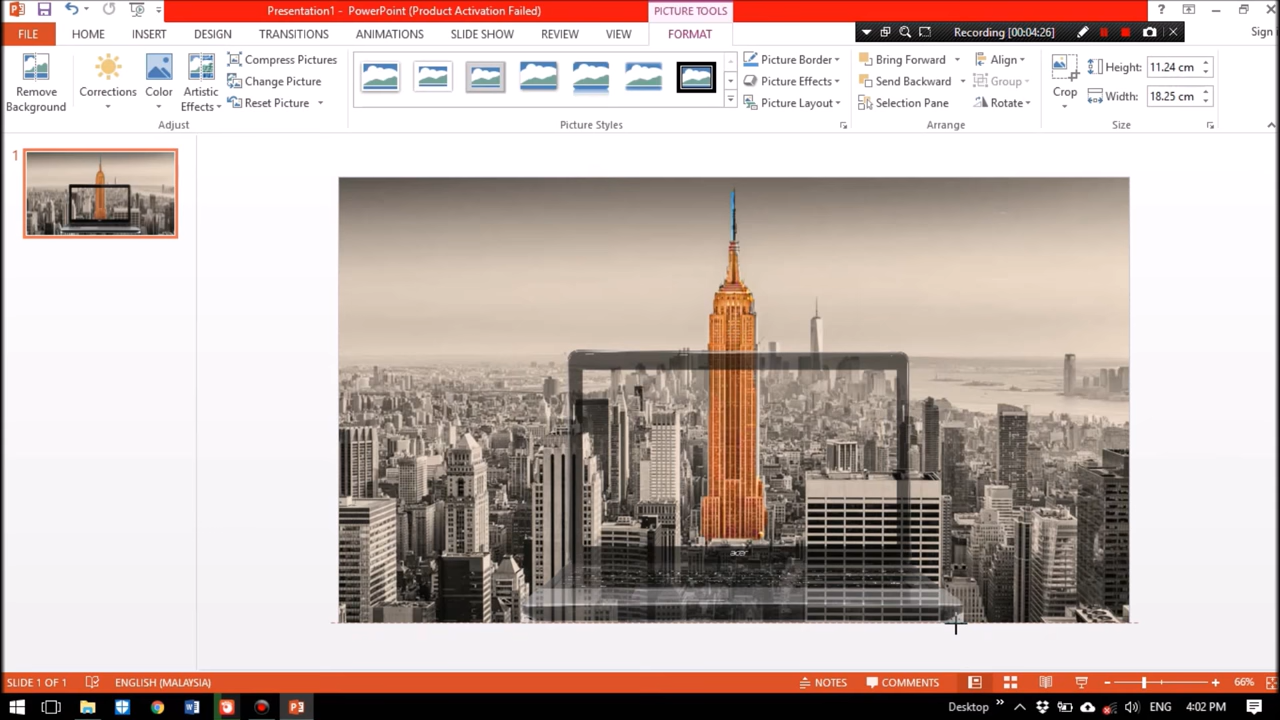 Presentation1 - PowerPoint (Product Activation Failed)
PICTURE TOOLS
?
FILE
HOME
INSERT
DESIGN
TRANSITIONS
ANIMATIONS
SLIDE SHOW
REVIEW
VIEW
FORMAT
Recording [00:04:26]
Sign
Remove Background
Corrections
Color
Artistic Effects
Compress Pictures
Change Picture
Reset Picture
Adjust
Picture Styles
Picture Border
Picture Effects
Picture Layout
Bring Forward
Send Backward
Selection Pane
Align
Group
Rotate
Arrange
Crop
Height: 11.24 cm
Width: 18.25 cm
Size
1
acer
SLIDE 1 OF 1
ENGLISH (MALAYSIA)
NOTES
COMMENTS
66%
Desktop
ENG
4:02 PM